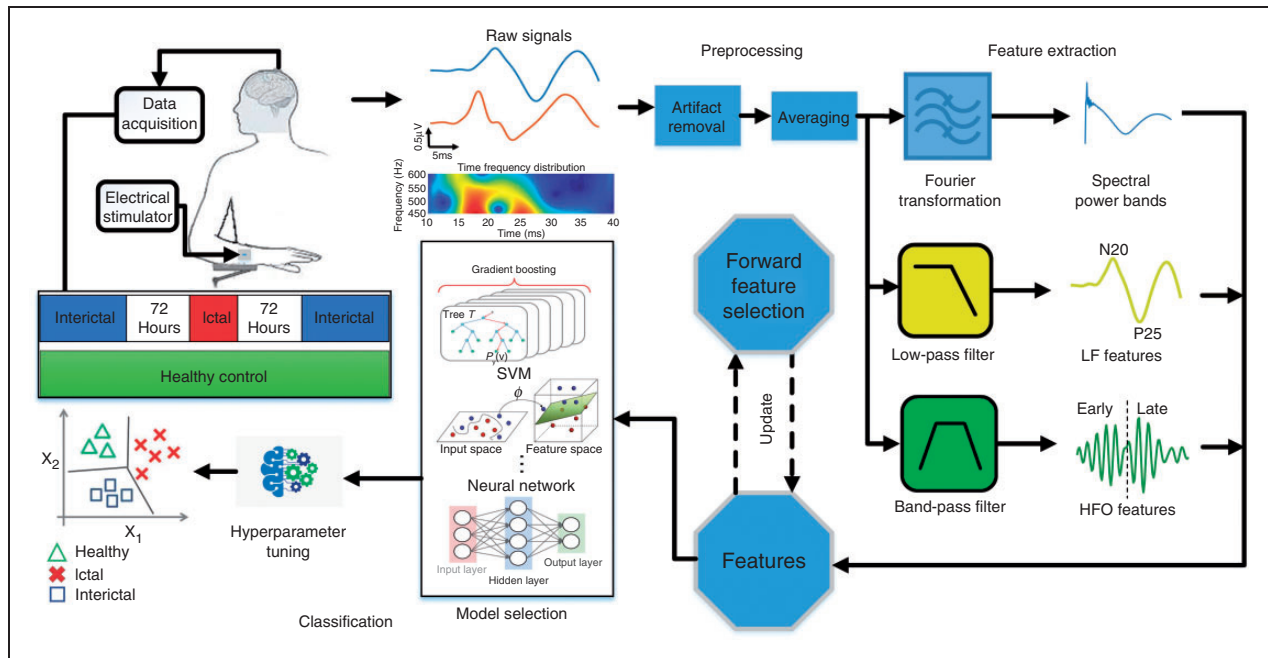 Raw signals
Preprocessing
Feature extraction
Data
acquisition
Electrical
stimulator
0.5μV
5ms
Time frequency distribution
Frequency (Hz)
600
550
500
450
10 15 20 25 30 35 40
Time (ms)
Artifact
removal
Averaging
Fourier
transformation
Spectral
power bands
Interictal
72
Hours
Ictal
72
Hours
Interictal
Healthy control
Gradient boosting
Tree T
Pᵧ(v)
SVM
ϕ
Input space
Feature space
⋮
Neural network
Input layer
Hidden layer
Output layer
Model selection
Forward
feature
selection
Update
Features
Low-pass filter
N20
P25
LF features
Band-pass filter
Early
Late
HFO features
X₂
X₁
Healthy
Ictal
Interictal
Hyperparameter
tuning
Classification